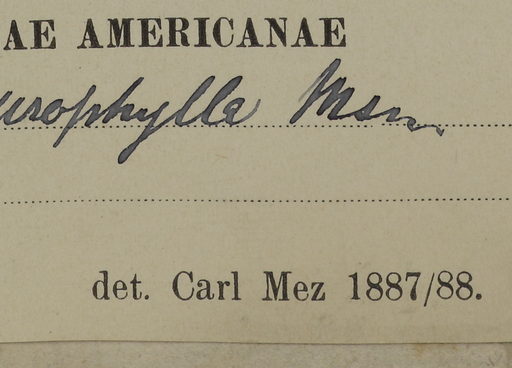 AE AMERICANAE
urophylla Msn.
det. Carl Mez 1887/88.